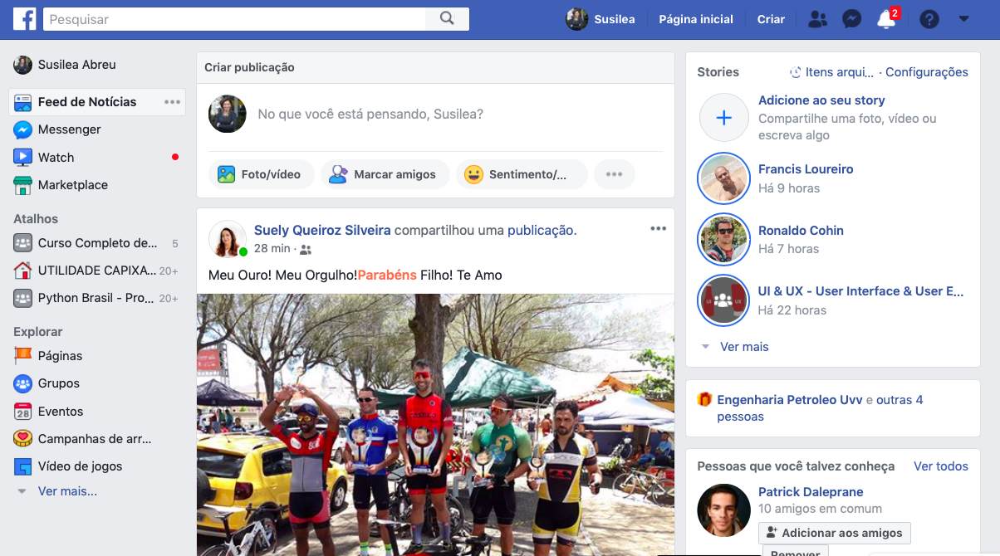 Pesquisar
Susilea
Página inicial
Criar
2
Susilea Abreu
Feed de Notícias
Messenger
Watch
Marketplace
Atalhos
Curso Completo de... 5
UTILIDADE CAPIXA... 20+
Python Brasil - Pro... 20+
Explorar
Páginas
Grupos
28 Eventos
Campanhas de arr...
Vídeo de jogos
Ver mais...
Criar publicação
No que você está pensando, Susilea?
Foto/vídeo
Marcar amigos
Sentimento/...
Suely Queiroz Silveira compartilhou uma publicação.
28 min ·
Meu Ouro! Meu Orgulho!Parabéns Filho! Te Amo
Stories
Itens arqui... · Configurações
Adicione ao seu story
Compartilhe uma foto, vídeo ou
escreva algo
Francis Loureiro
Há 9 horas
Ronaldo Cohin
Há 7 horas
UI UX
UI & UX - User Interface & User E...
Há 22 horas
Ver mais
Engenharia Petroleo Uvv e outras 4
pessoas
Pessoas que você talvez conheça
Ver todos
Patrick Daleprane
10 amigos em comum
Adicionar aos amigos
Remover